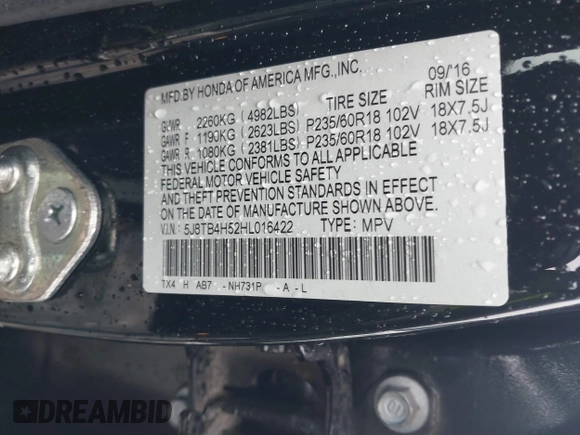 MFD.BY HONDA OF AMERICA MFG.,INC. 09/16
GVWR 2260KG ( 4982LBS) TIRE SIZE RIM SIZE
GAWR F 1190KG ( 2623LBS) P235/60R18 102V 18X7.5J
GAWR R 1080KG ( 2381LBS) P235/60R18 102V 18X7.5J
THIS VEHICLE CONFORMS TO ALL APPLICABLE
FEDERAL MOTOR VEHICLE SAFETY
AND THEFT PREVENTION STANDARDS IN EFFECT
ON THE DATE OF MANUFACTURE SHOWN ABOVE.
V.I.N.: 5J8TB4H52HL016422 TYPE: MPV
TX4 H AB7 - NH731P - A - L
DREAMBID